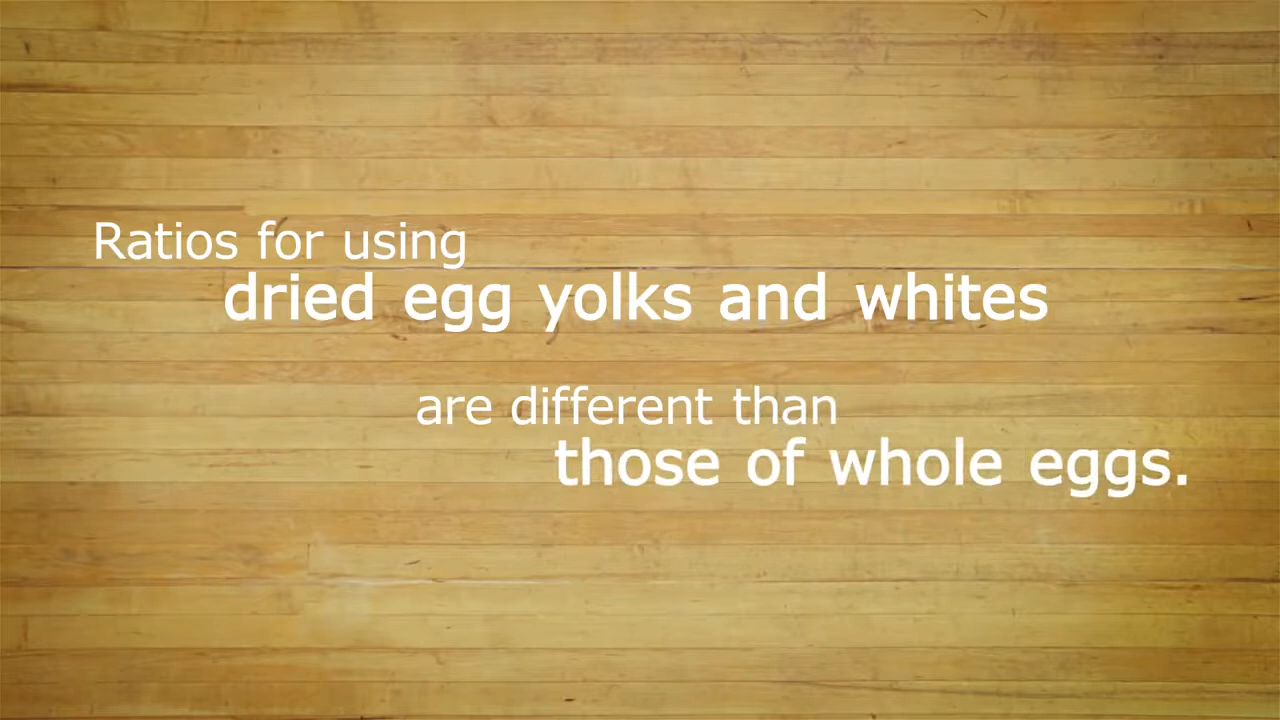 Ratios for using
dried egg yolks and whites
are different than
those of whole eggs.